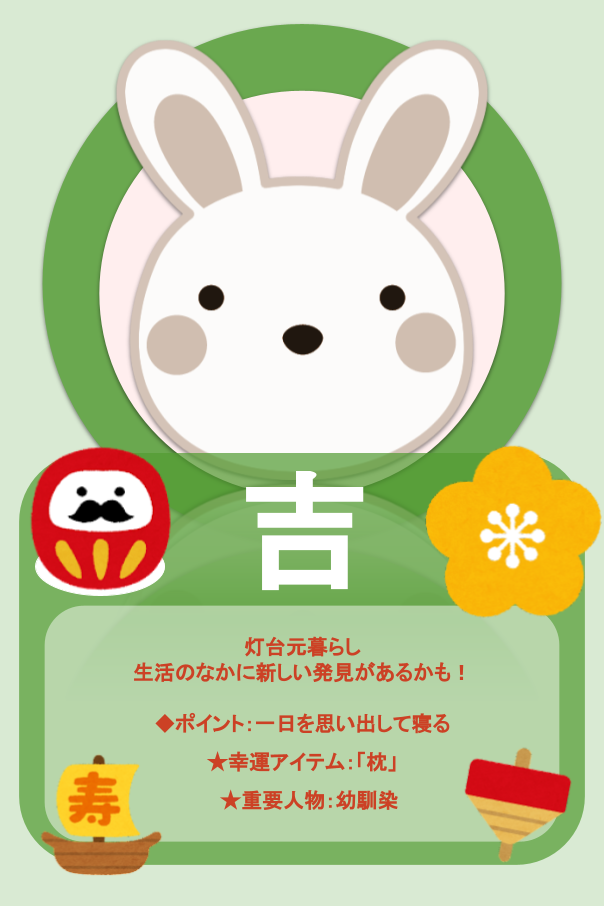 吉
灯台元暮らし
生活のなかに新しい発見があるかも！
◆ポイント：一日を思い出して寝る
★幸運アイテム：「枕」
★重要人物：幼馴染
寿